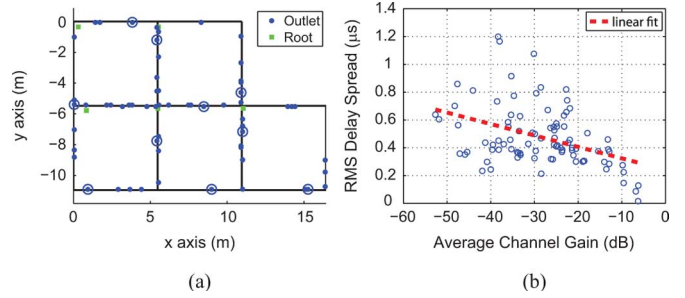 0
−2
−4
−6
−8
−10
y axis (m)
0
5
10
15
x axis (m)
Outlet
Root
(a)
1.4
1.2
1
0.8
0.6
0.4
0.2
0
RMS Delay Spread (μs)
−60
−50
−40
−30
−20
−10
0
Average Channel Gain (dB)
linear fit
(b)